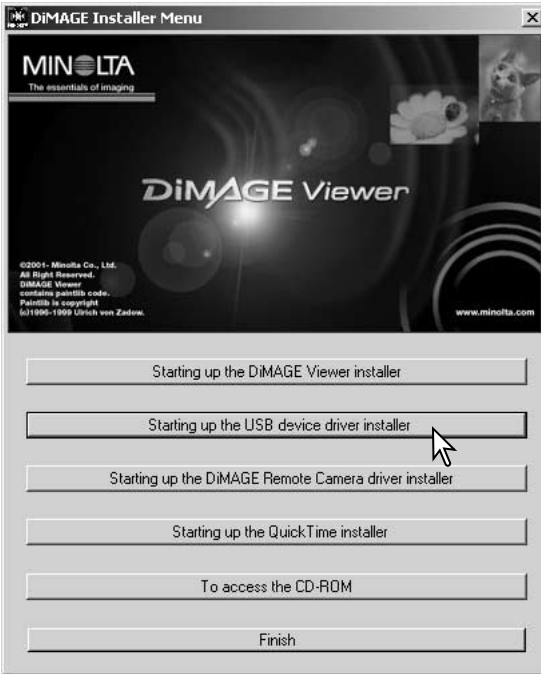 DiMAGE Installer Menu
MINOLTA
The essentials of imaging
DiMAGE Viewer
©2001- Minolta Co., Ltd.
All Right Reserved.
DiMAGE Viewer
contains paintlib code.
Paintlib is copyright
(c)1996-1999 Ulrich von Zadow.
www.minolta.com
Starting up the DiMAGE Viewer installer
Starting up the USB device driver installer
Starting up the DiMAGE Remote Camera driver installer
Starting up the QuickTime installer
To access the CD-ROM
Finish